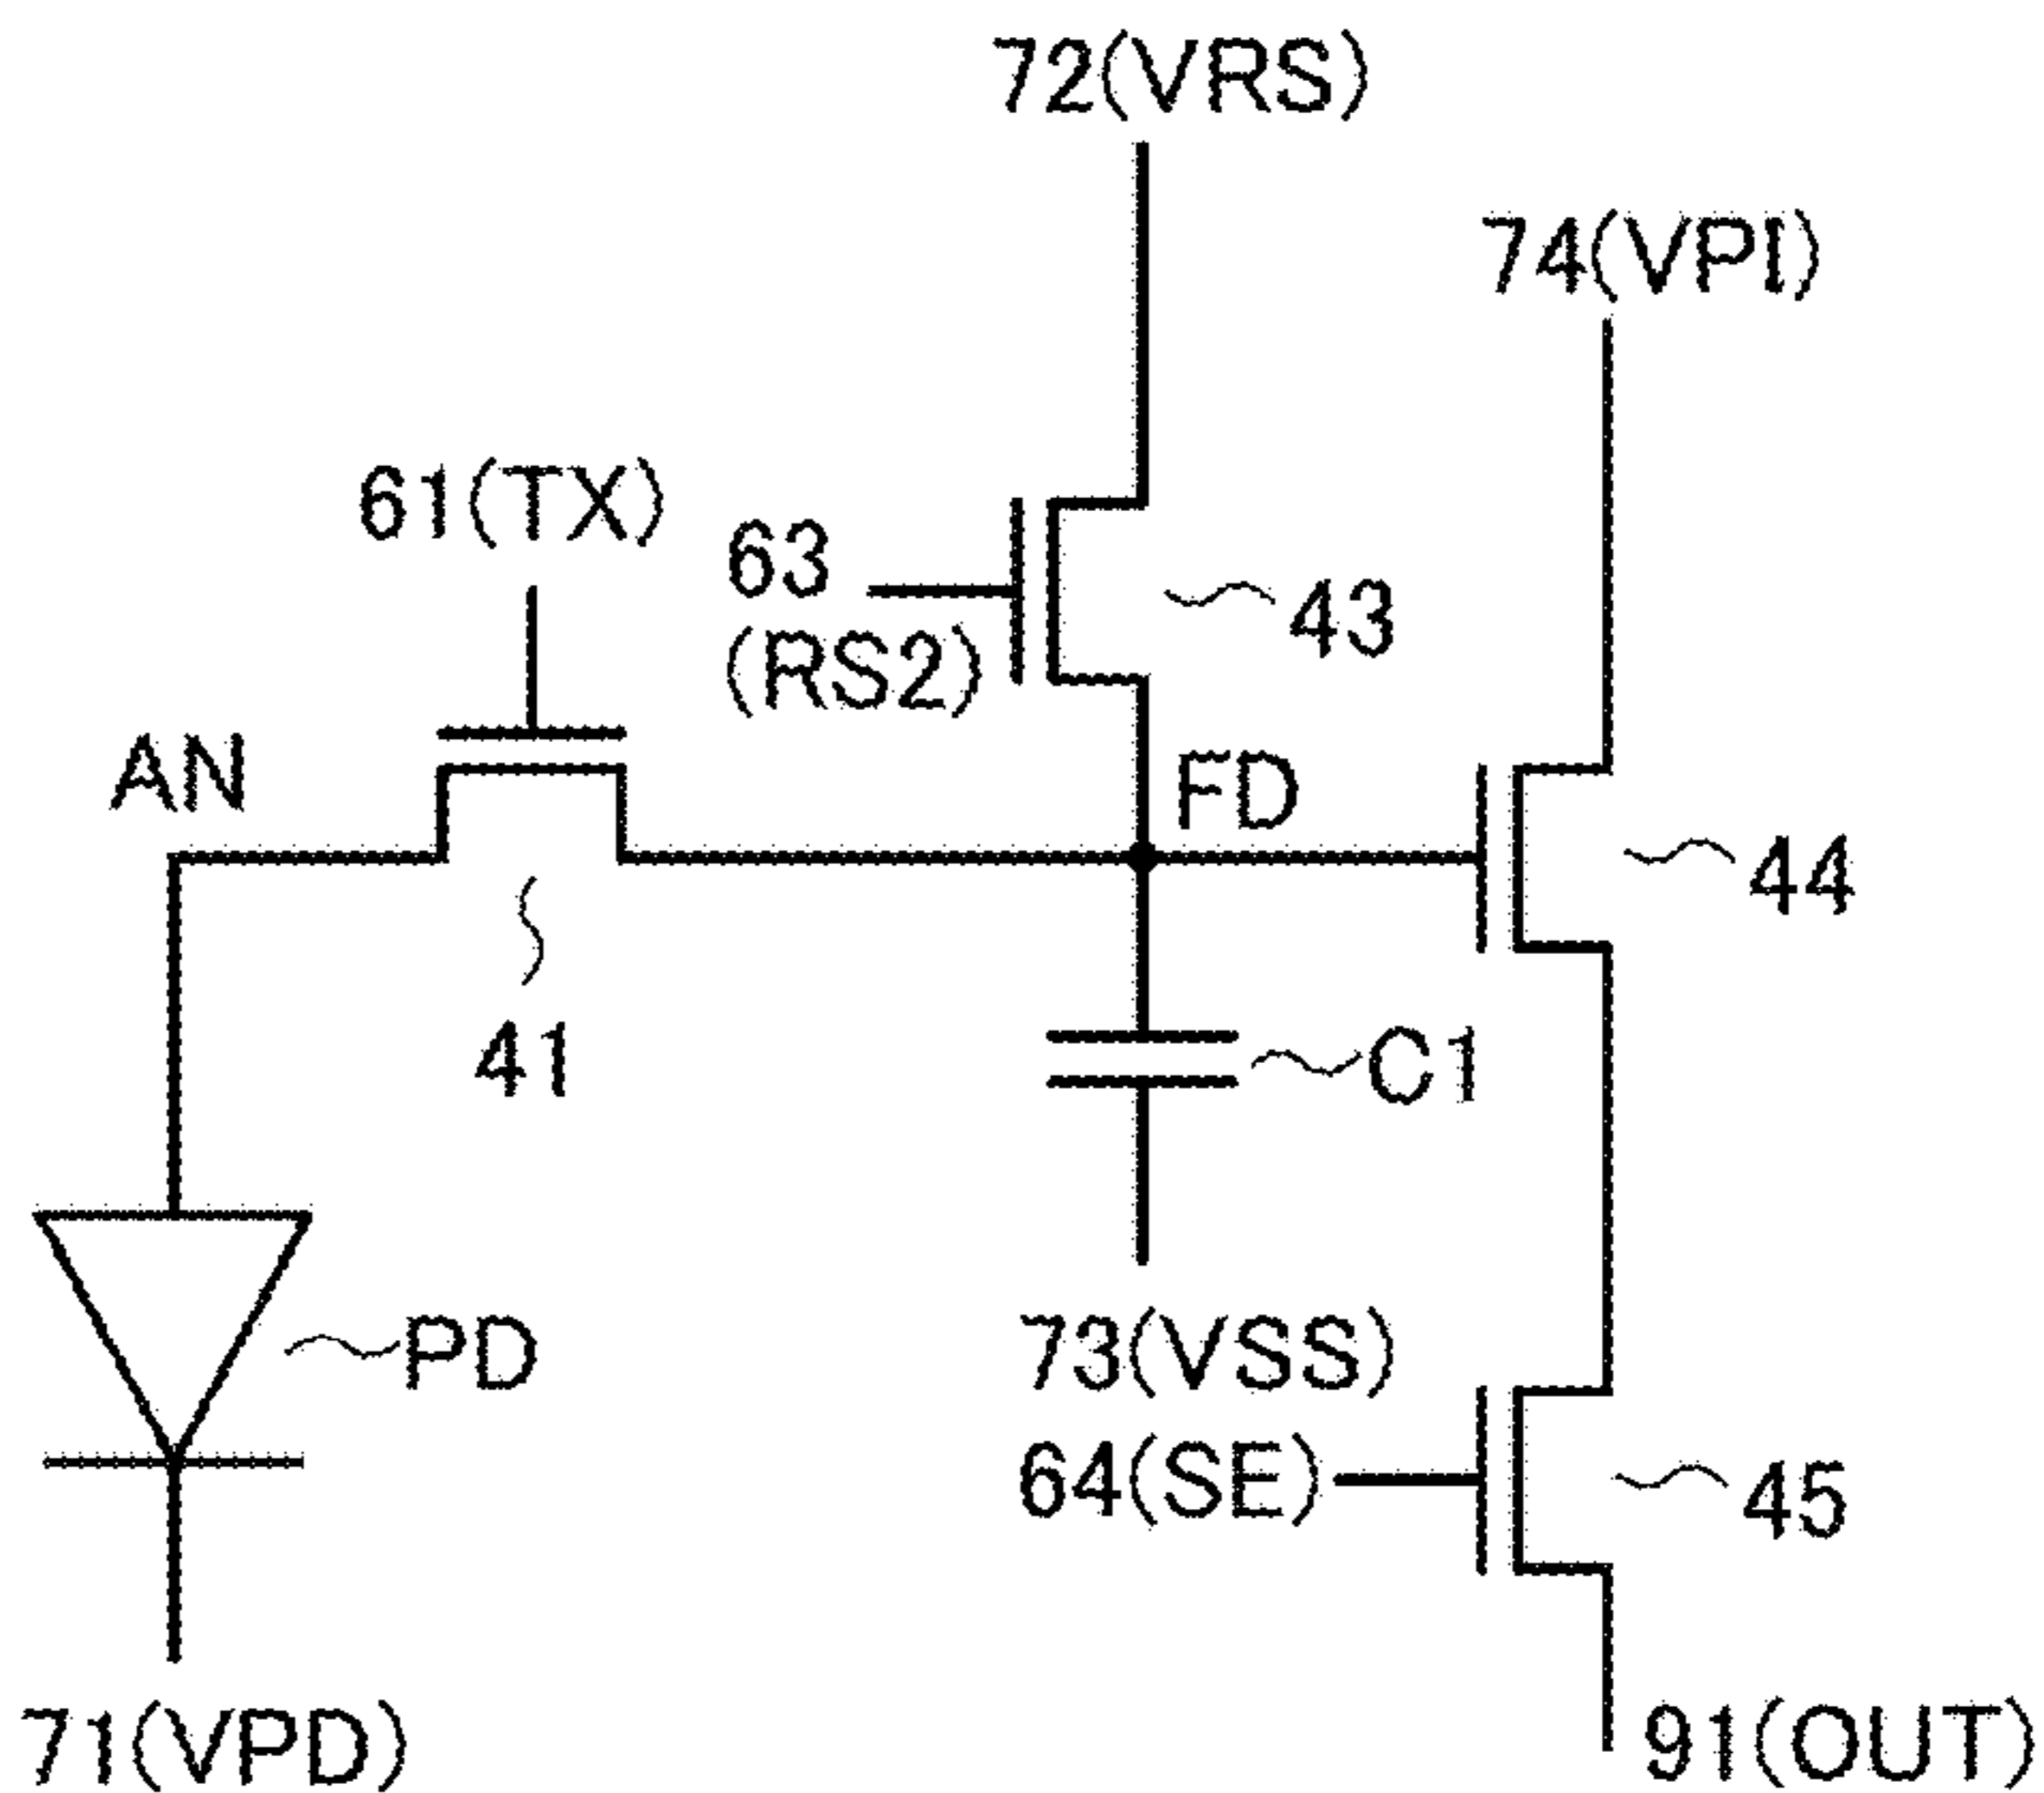 72(VRS)
74(VPI)
61(TX)
63
(RS2)
43
AN
FD
44
41
C1
PD
73(VSS)
64(SE)
45
71(VPD)
91(OUT)